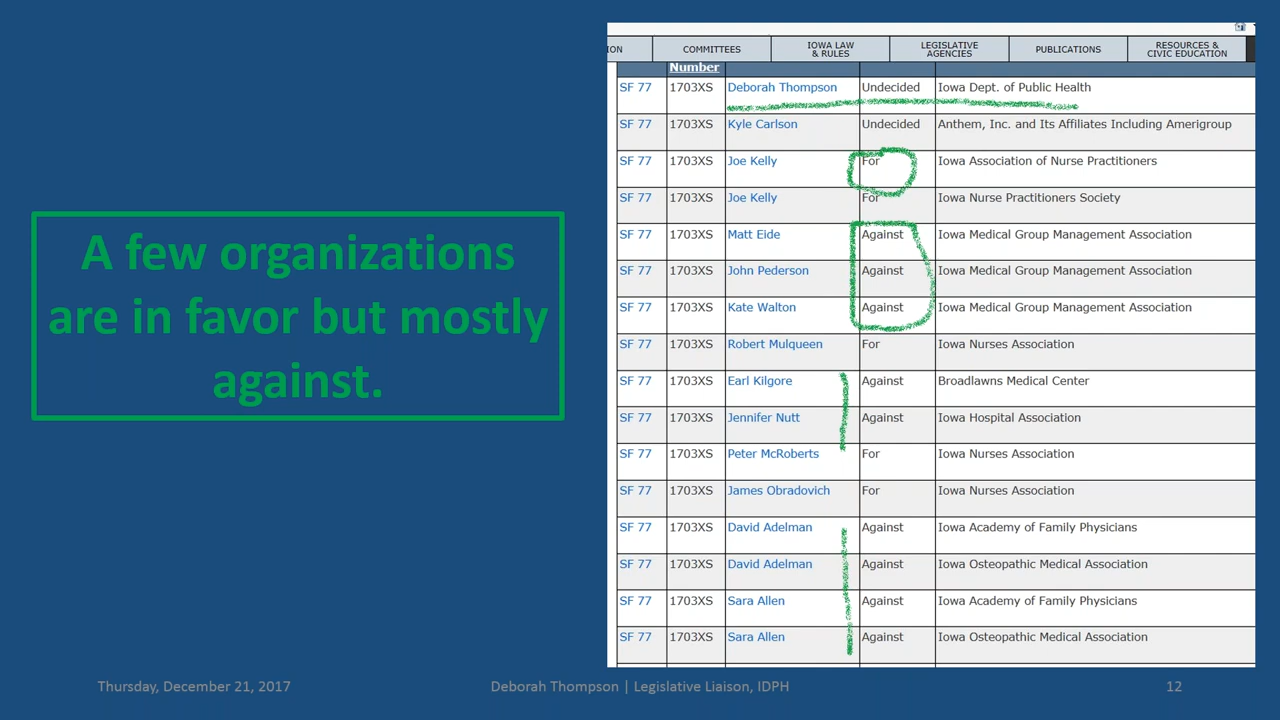 A few organizations
are in favor but mostly
against.
ION COMMITTEES IOWA LAW & RULES LEGISLATIVE AGENCIES PUBLICATIONS RESOURCES & CIVIC EDUCATION
Number
SF 77 1703XS Deborah Thompson Undecided Iowa Dept. of Public Health
SF 77 1703XS Kyle Carlson Undecided Anthem, Inc. and Its Affiliates Including Amerigroup
SF 77 1703XS Joe Kelly For Iowa Association of Nurse Practitioners
SF 77 1703XS Joe Kelly For Iowa Nurse Practitioners Society
SF 77 1703XS Matt Eide Against Iowa Medical Group Management Association
SF 77 1703XS John Pederson Against Iowa Medical Group Management Association
SF 77 1703XS Kate Walton Against Iowa Medical Group Management Association
SF 77 1703XS Robert Mulqueen For Iowa Nurses Association
SF 77 1703XS Earl Kilgore Against Broadlawns Medical Center
SF 77 1703XS Jennifer Nutt Against Iowa Hospital Association
SF 77 1703XS Peter McRoberts For Iowa Nurses Association
SF 77 1703XS James Obradovich For Iowa Nurses Association
SF 77 1703XS David Adelman Against Iowa Academy of Family Physicians
SF 77 1703XS David Adelman Against Iowa Osteopathic Medical Association
SF 77 1703XS Sara Allen Against Iowa Academy of Family Physicians
SF 77 1703XS Sara Allen Against Iowa Osteopathic Medical Association
Thursday, December 21, 2017 Deborah Thompson | Legislative Liaison, IDPH 12